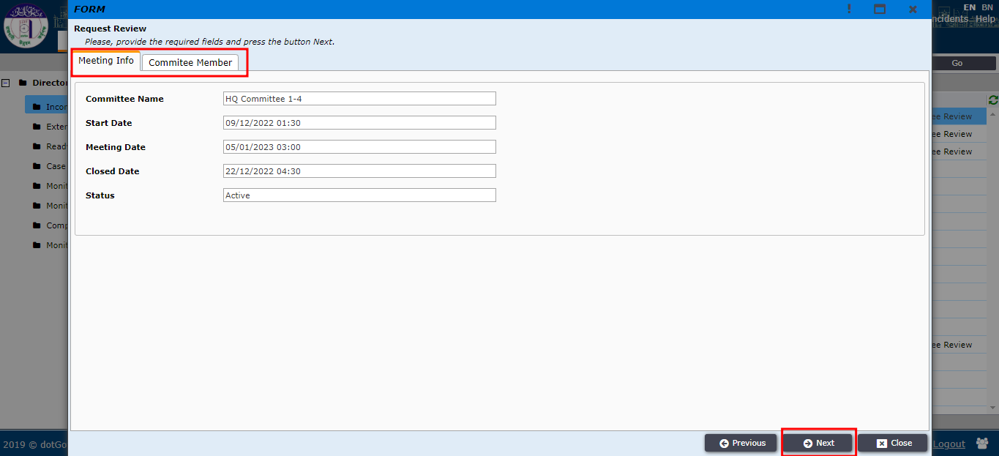 FORM
!
EN BN
ncidents Help
Request Review
Please, provide the required fields and press the button Next.
Meeting Info
Commitee Member
Go
Directo
Incor
Exter
Read
Case
Monit
Monit
Comp
Monit
Committee Name
HQ Committee 1-4
Start Date
09/12/2022 01:30
Meeting Date
05/01/2023 03:00
Closed Date
22/12/2022 04:30
Status
Active
ee Review
ee Review
ee Review
ee Review
Previous
Next
Close
2019 © dotGo
Logout